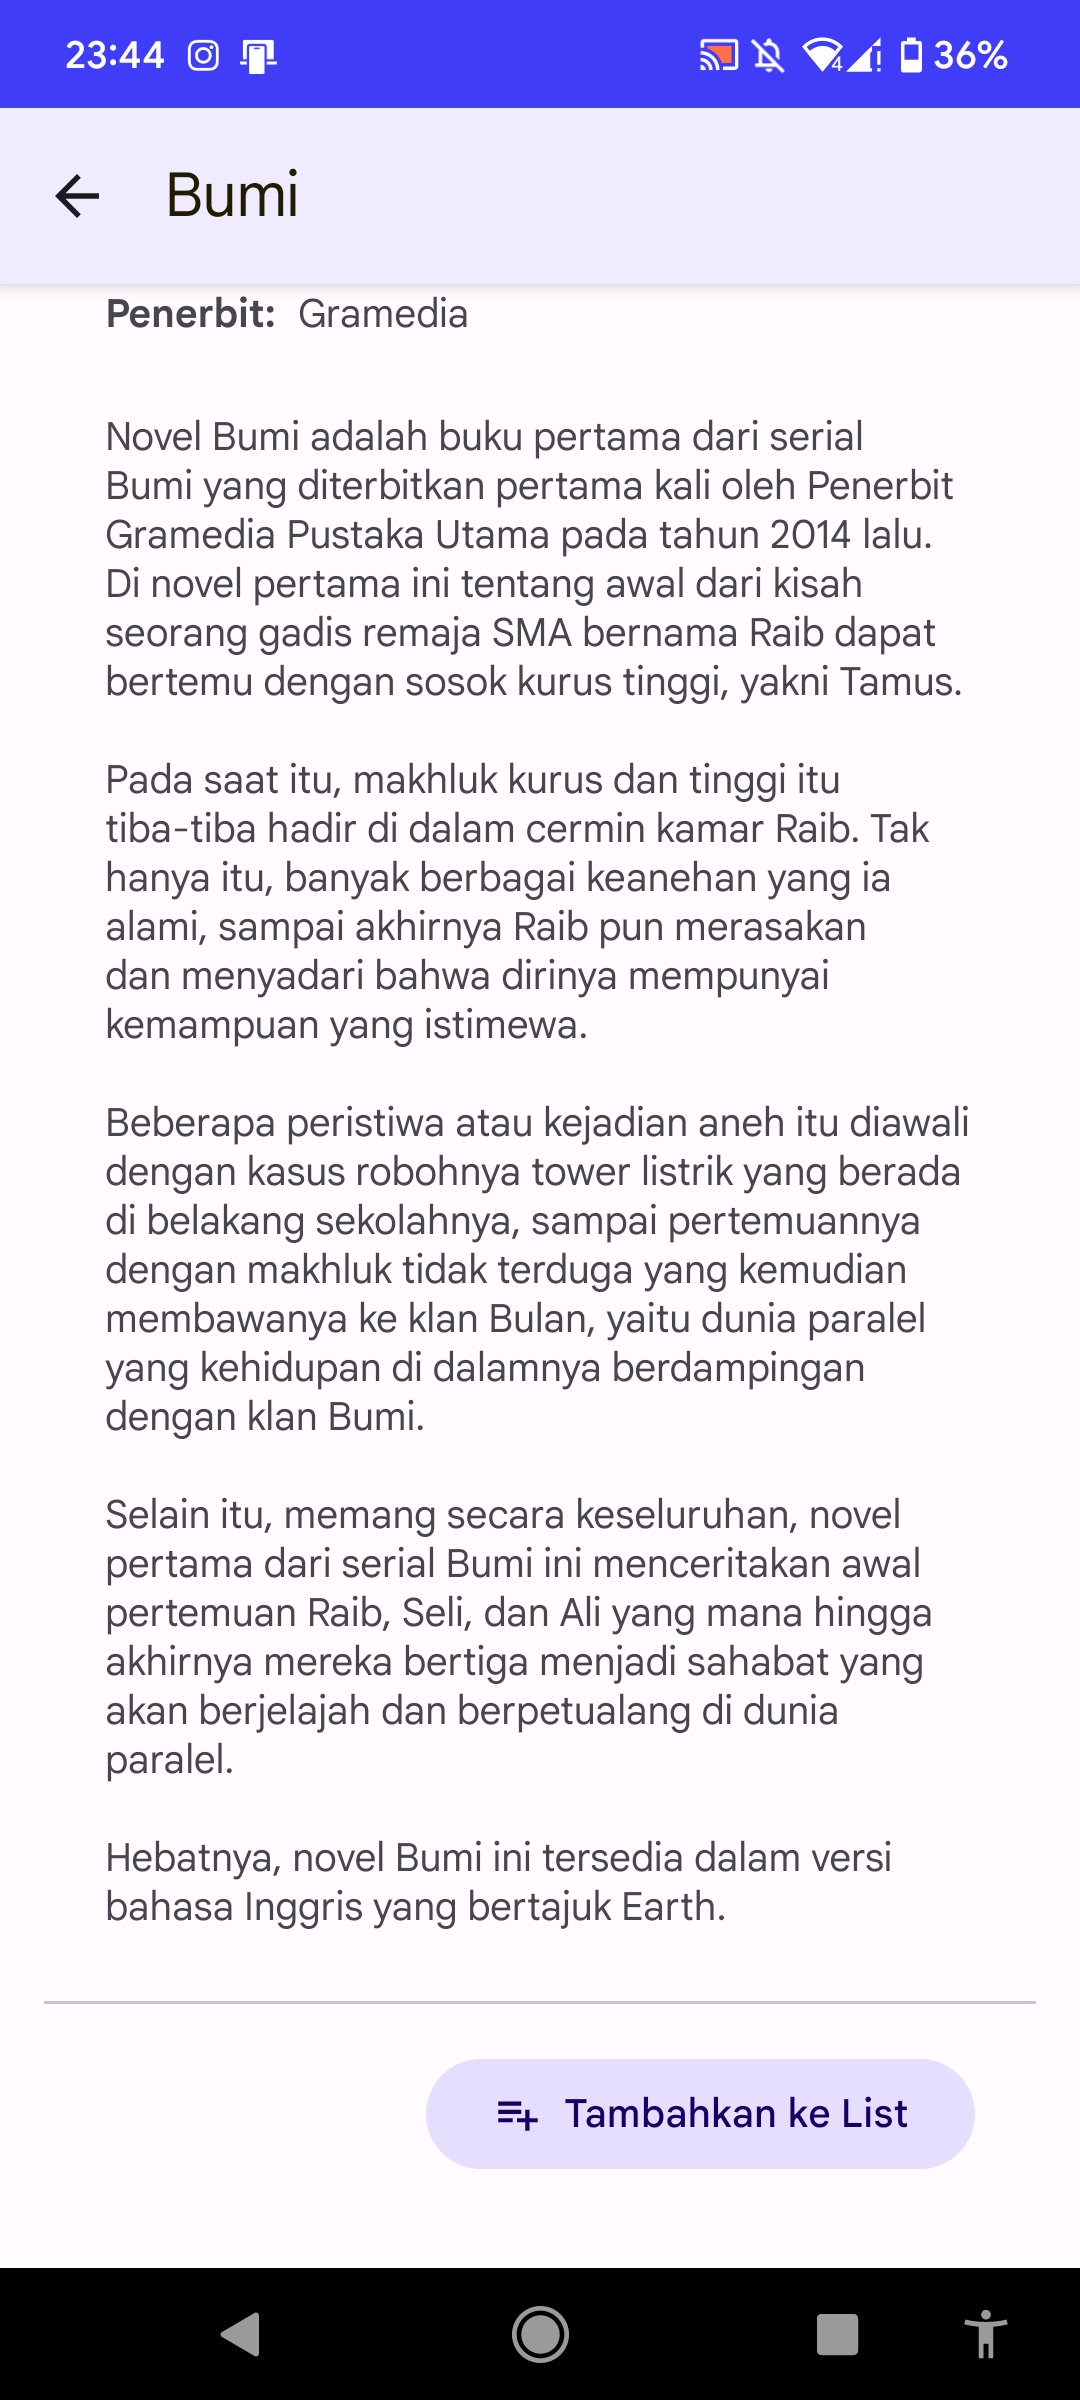 23:44
4
36%
Bumi
Penerbit: Gramedia
Novel Bumi adalah buku pertama dari serial
Bumi yang diterbitkan pertama kali oleh Penerbit
Gramedia Pustaka Utama pada tahun 2014 lalu.
Di novel pertama ini tentang awal dari kisah
seorang gadis remaja SMA bernama Raib dapat
bertemu dengan sosok kurus tinggi, yakni Tamus.
Pada saat itu, makhluk kurus dan tinggi itu
tiba-tiba hadir di dalam cermin kamar Raib. Tak
hanya itu, banyak berbagai keanehan yang ia
alami, sampai akhirnya Raib pun merasakan
dan menyadari bahwa dirinya mempunyai
kemampuan yang istimewa.
Beberapa peristiwa atau kejadian aneh itu diawali
dengan kasus robohnya tower listrik yang berada
di belakang sekolahnya, sampai pertemuannya
dengan makhluk tidak terduga yang kemudian
membawanya ke klan Bulan, yaitu dunia paralel
yang kehidupan di dalamnya berdampingan
dengan klan Bumi.
Selain itu, memang secara keseluruhan, novel
pertama dari serial Bumi ini menceritakan awal
pertemuan Raib, Seli, dan Ali yang mana hingga
akhirnya mereka bertiga menjadi sahabat yang
akan berjelajah dan berpetualang di dunia
paralel.
Hebatnya, novel Bumi ini tersedia dalam versi
bahasa Inggris yang bertajuk Earth.
Tambahkan ke List